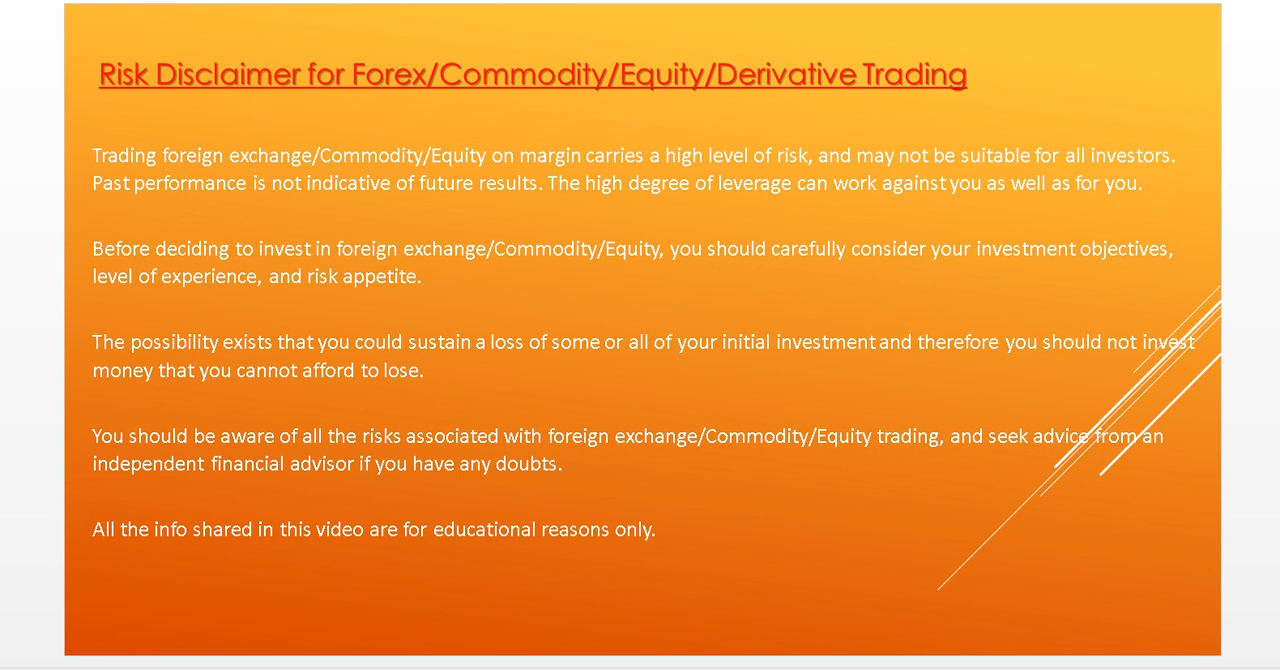 Risk Disclaimer for Forex/Commodity/Equity/Derivative Trading
Trading foreign exchange/Commodity/Equity on margin carries a high level of risk, and may not be suitable for all investors.
Past performance is not indicative of future results. The high degree of leverage can work against you as well as for you.
Before deciding to invest in foreign exchange/Commodity/Equity, you should carefully consider your investment objectives,
level of experience, and risk appetite.
The possibility exists that you could sustain a loss of some or all of your initial investment and therefore you should not invest
money that you cannot afford to lose.
You should be aware of all the risks associated with foreign exchange/Commodity/Equity trading, and seek advice from an
independent financial advisor if you have any doubts.
All the info shared in this video are for educational reasons only.